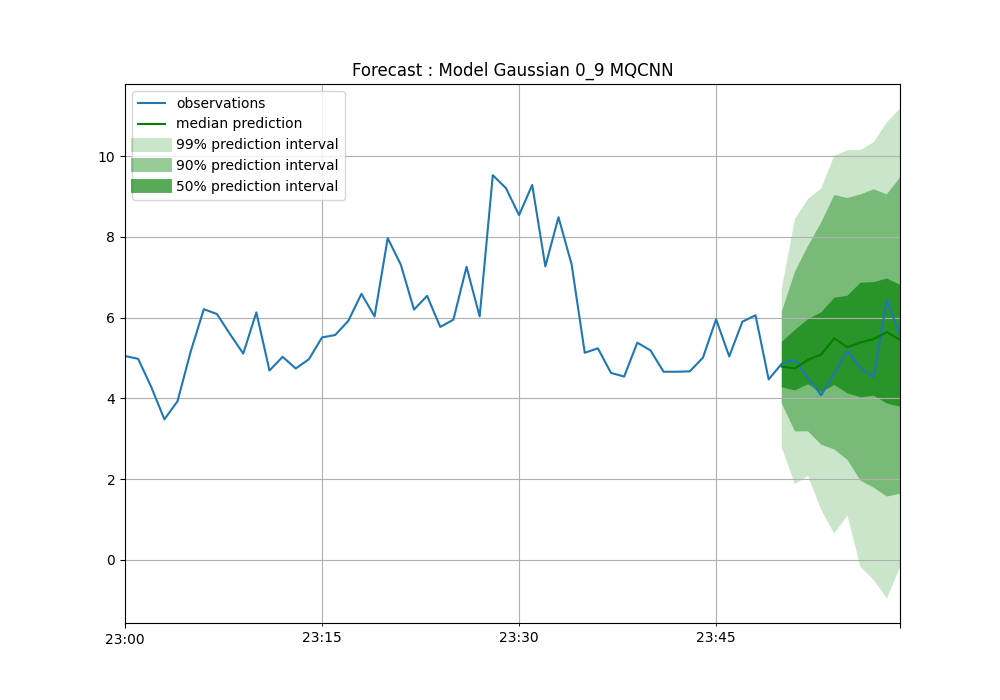 Forecast : Model Gaussian 0_9 MQCNN
observations
median prediction
99% prediction interval
90% prediction interval
50% prediction interval
10
8
6
4
2
0
23:00
23:15
23:30
23:45